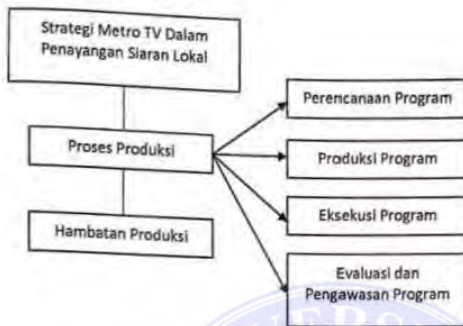 Strategi Metro TV Dalam
Penayangan Siaran Lokal
Proses Produksi
Hambatan Produksi
Perencanaan Program
Produksi Program
Eksekusi Program
Evaluasi dan
Pengawasan Program